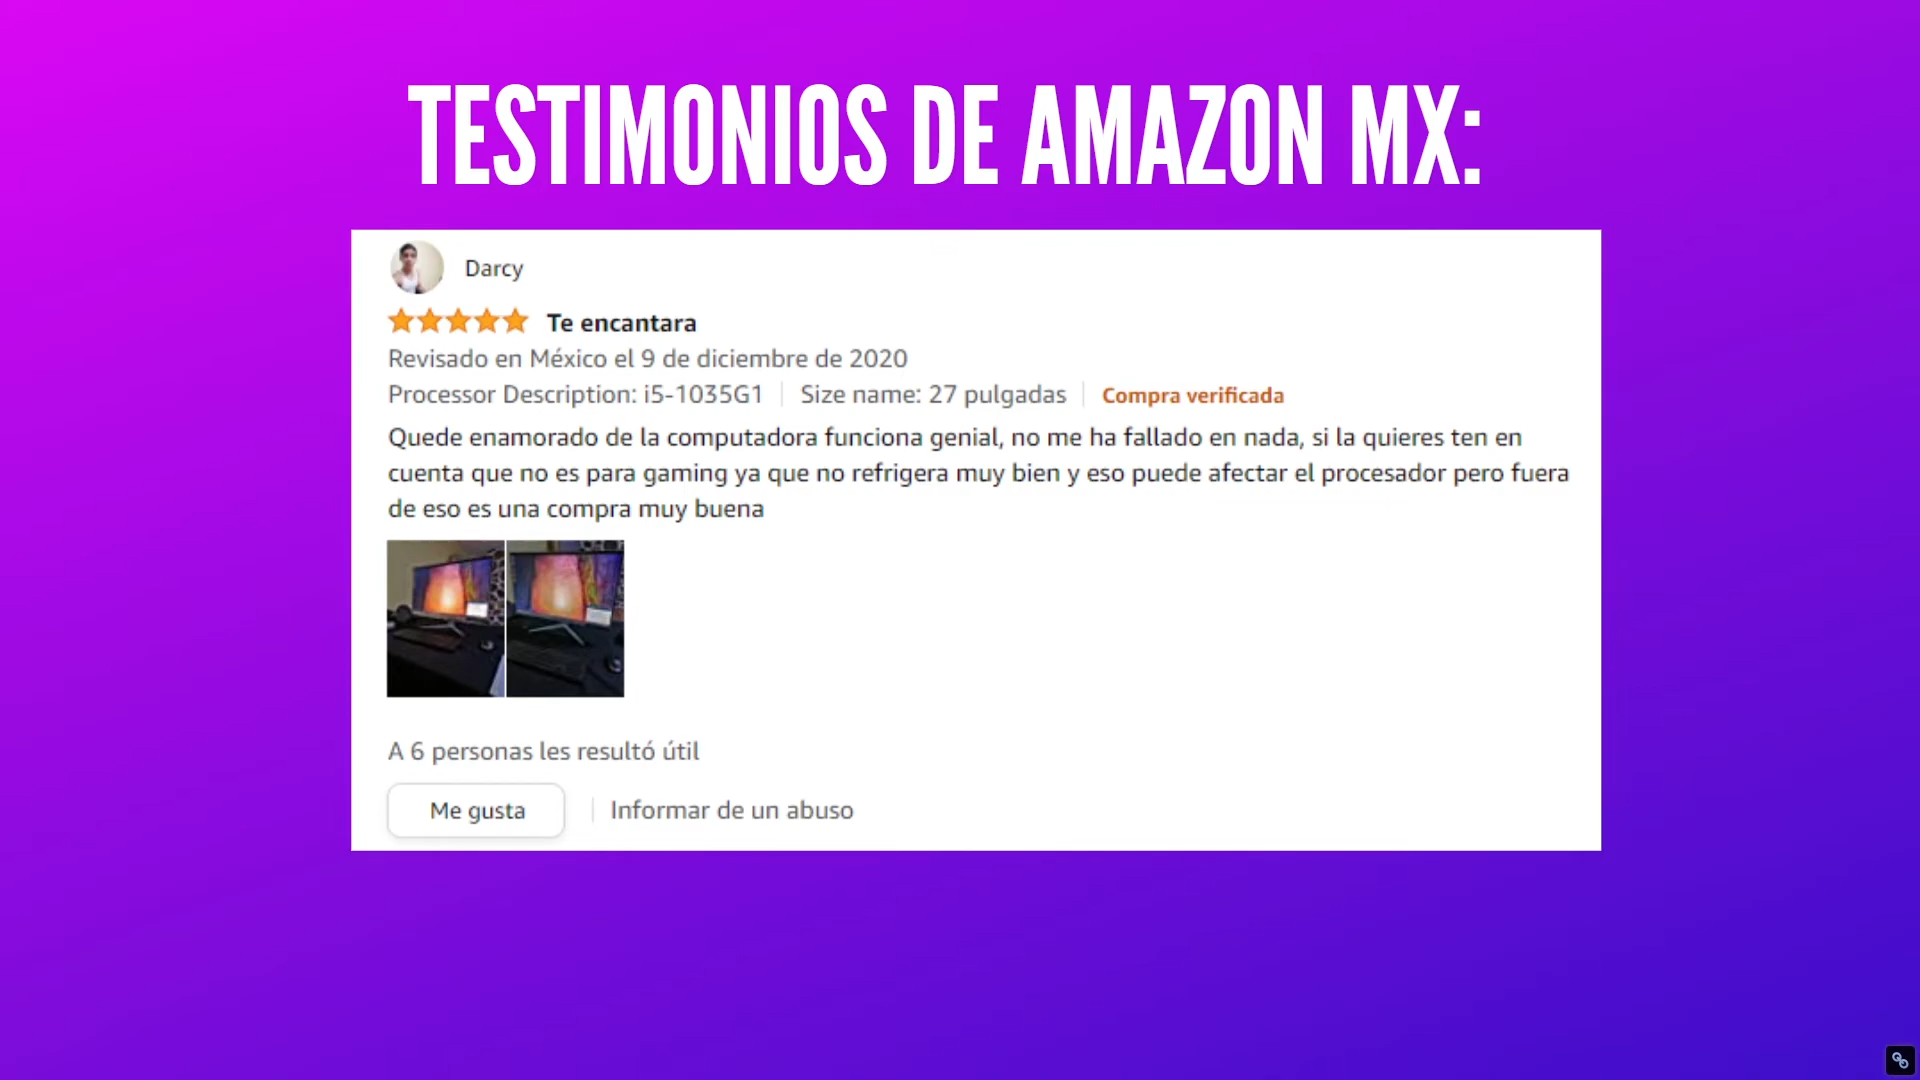 TESTIMONIOS DE AMAZON MX:
Darcy
Te encantara
Revisado en México el 9 de diciembre de 2020
Processor Description: i5-1035G1 | Size name: 27 pulgadas | Compra verificada
Quede enamorado de la computadora funciona genial, no me ha fallado en nada, si la quieres ten en
cuenta que no es para gaming ya que no refrigera muy bien y eso puede afectar el procesador pero fuera
de eso es una compra muy buena
A 6 personas les resultó útil
Me gusta | Informar de un abuso